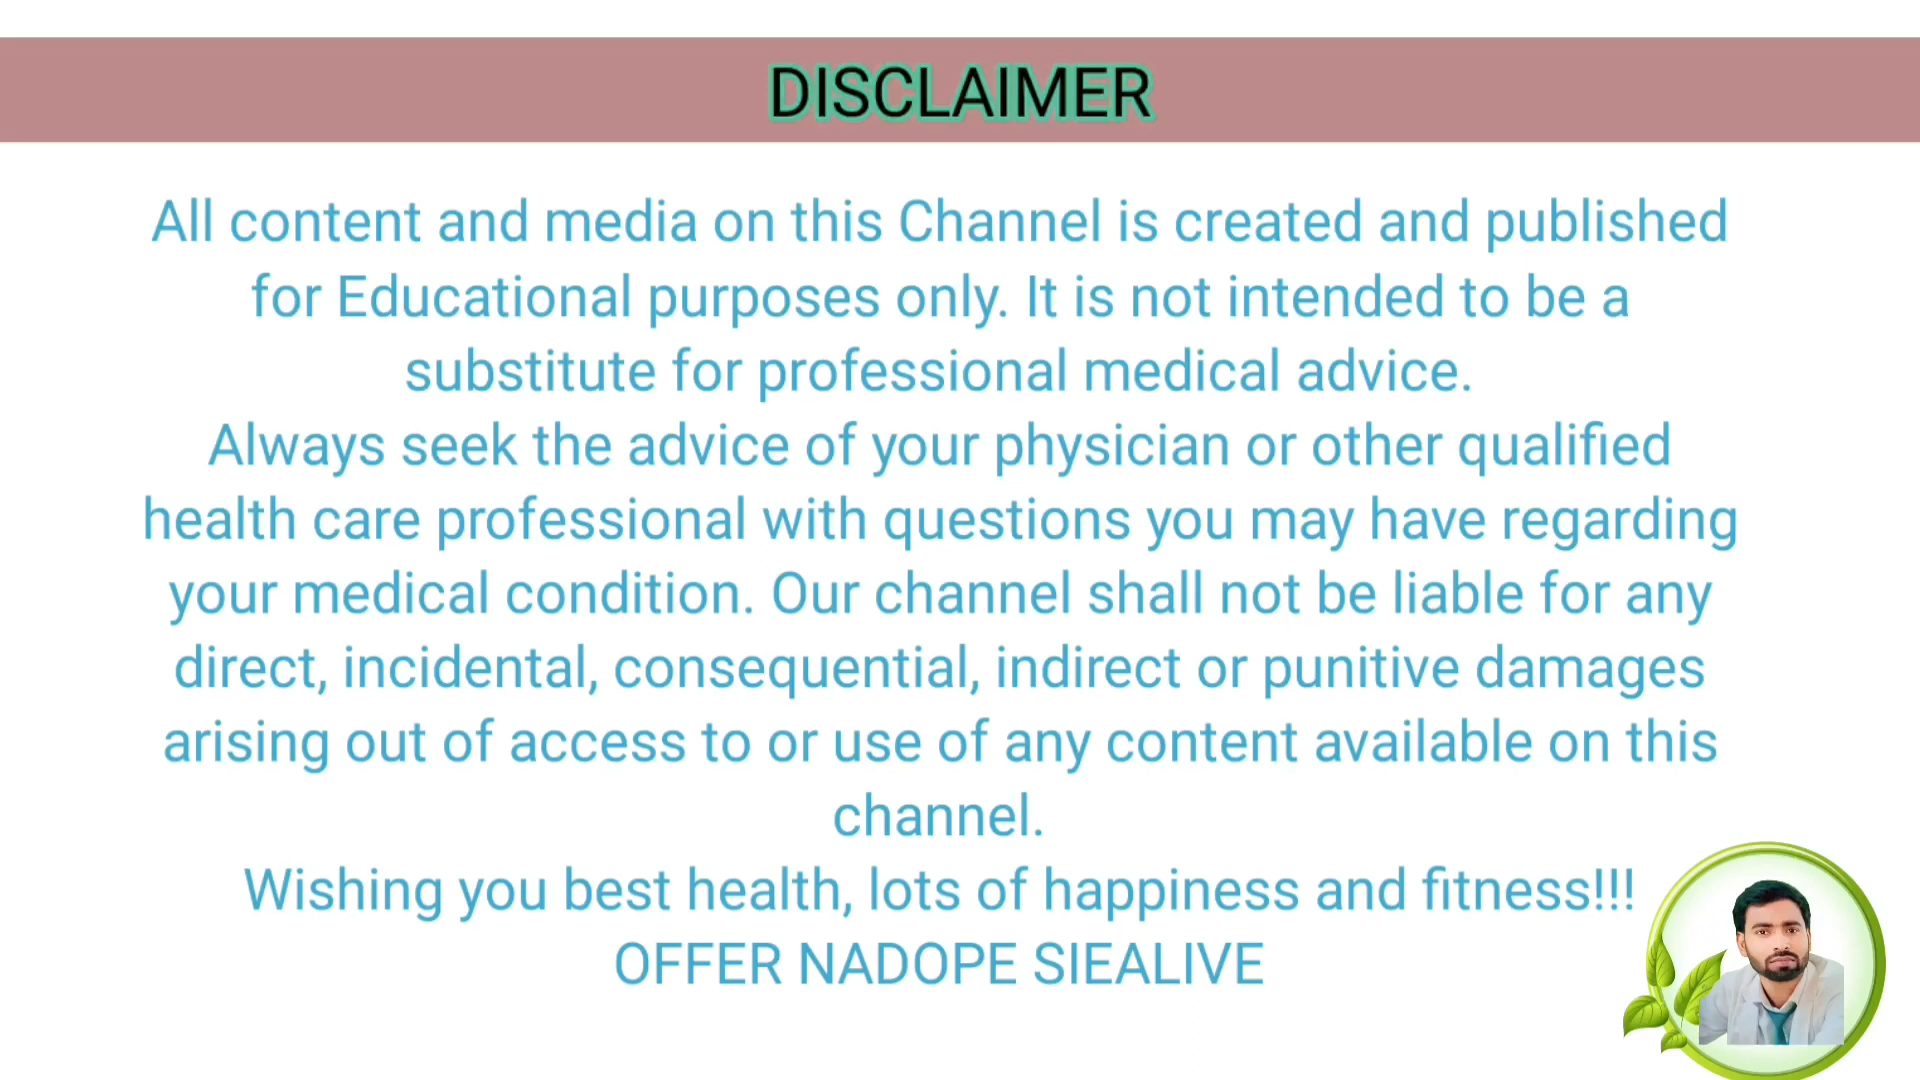 DISCLAIMER
All content and media on this Channel is created and published
for Educational purposes only. It is not intended to be a
substitute for professional medical advice.
Always seek the advice of your physician or other qualified
health care professional with questions you may have regarding
your medical condition. Our channel shall not be liable for any
direct, incidental, consequential, indirect or punitive damages
arising out of access to or use of any content available on this
channel.
Wishing you best health, lots of happiness and fitness!!!
OFFER NADOPE SIEALIVE